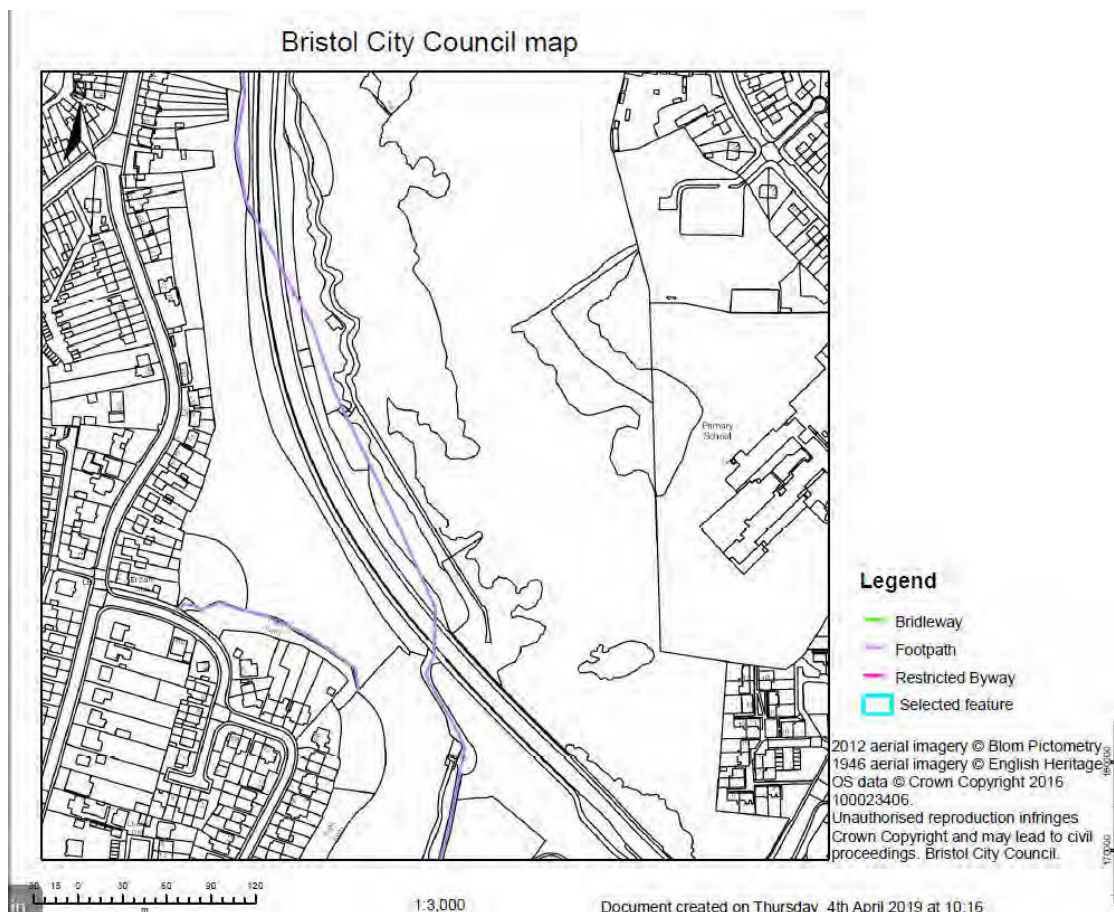 Bristol City Council map
Primary
School
Legend
Bridleway
Footpath
Restricted Byway
Selected feature
2012 aerial imagery © Blom Pictometry
1946 aerial imagery © English Heritage
OS data © Crown Copyright 2016
100023406.
Unauthorised reproduction infringes
Crown Copyright and may lead to civil
proceedings. Bristol City Council.
30 15 0 30 60 90 120
m
1:3,000
Document created on Thursday, 4th April 2019 at 10:16
in